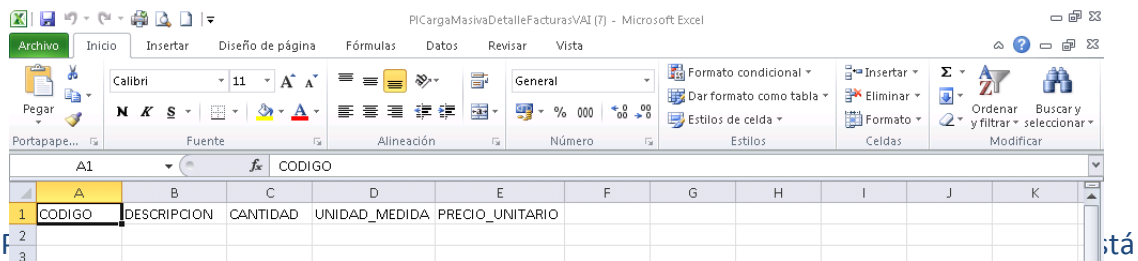 PlCargaMasivaDetalleFacturasVAI (7) - Microsoft Excel
Archivo Inicio Insertar Diseño de página Fórmulas Datos Revisar Vista
Pegar
Calibri 11 A A
General
N K S A
% 000
Formato condicional
Dar formato como tabla
Estilos de celda
Insertar
Eliminar
Formato
Σ
Ordenar y filtrar
Buscar y seleccionar
Portapape... Fuente Alineación Número Estilos Celdas Modificar
A1 fx CODIGO
A B C D E F G H I J K
1 CODIGO DESCRIPCION CANTIDAD UNIDAD_MEDIDA PRECIO_UNITARIO
2
tá
3